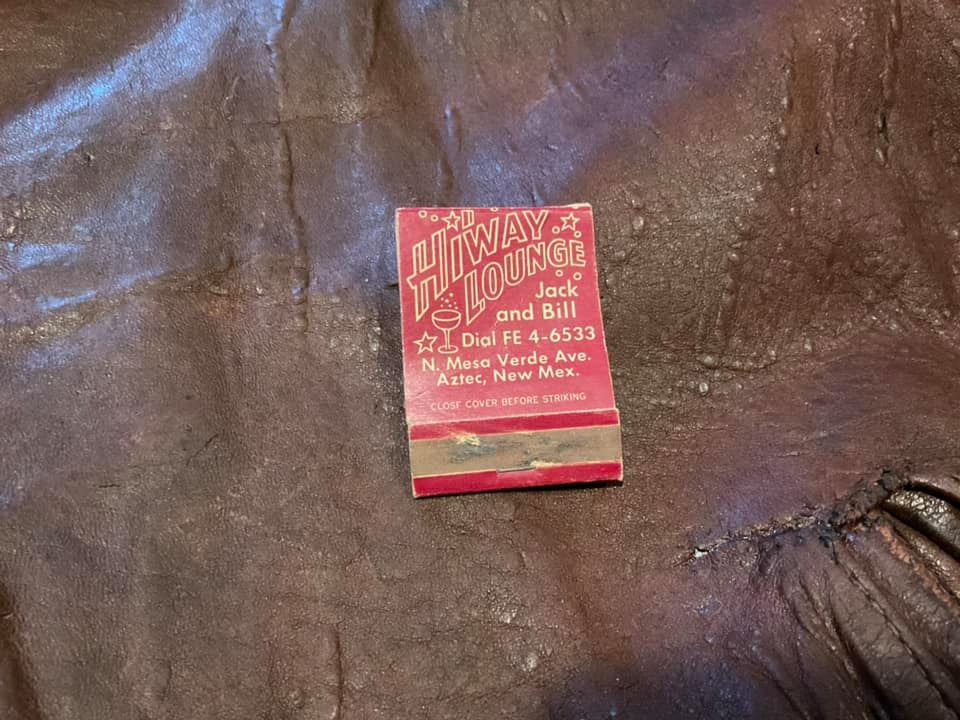 HIWAY
LOUNGE
Jack
and Bill
Dial FE 4-6533
N. Mesa Verde Ave.
Aztec, New Mex.
CLOSE COVER BEFORE STRIKING